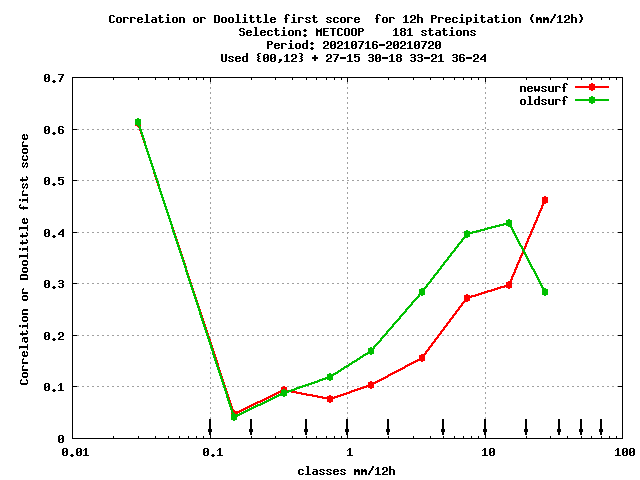 Correlation or Doolittle first score  for 12h Precipitation (mm/12h)
Selection: METCOOP    181 stations
Period: 20210716-20210720
Used {00,12} + 27-15 30-18 33-21 36-24
newsurf
oldsurf
Correlation or Doolittle first score
0.7
0.6
0.5
0.4
0.3
0.2
0.1
0
0.01 0.1 1 10 100
classes mm/12h